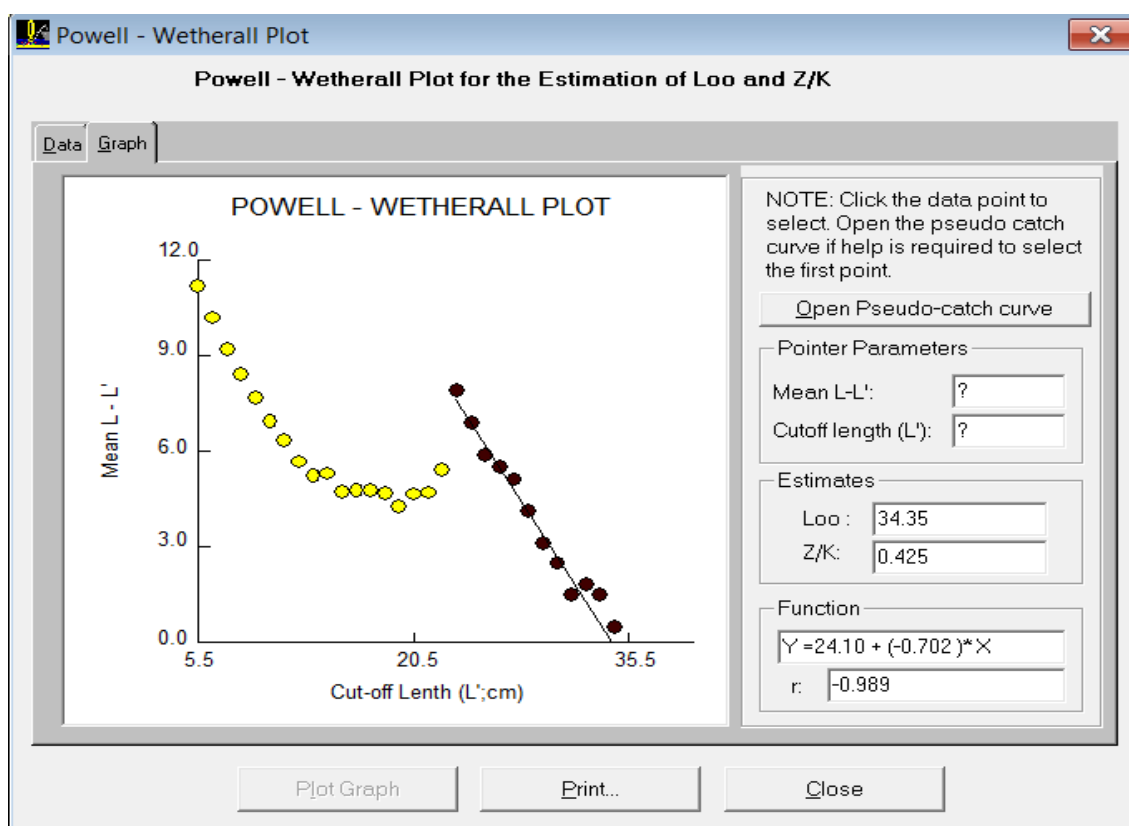 Powell - Wetherall Plot
Powell - Wetherall Plot for the Estimation of Loo and Z/K
Data Graph
POWELL - WETHERALL PLOT
12.0
9.0
6.0
3.0
0.0
Mean L - L'
5.5 20.5 35.5
Cut-off Lenth (L';cm)
NOTE: Click the data point to
select. Open the pseudo catch
curve if help is required to select
the first point.
Open Pseudo-catch curve
Pointer Parameters
Mean L-L': ?
Cutoff length (L'): ?
Estimates
Loo : 34.35
Z/K: 0.425
Function
Y =24.10 + (-0.702 )* X
r: -0.989
Plot Graph Print... Close